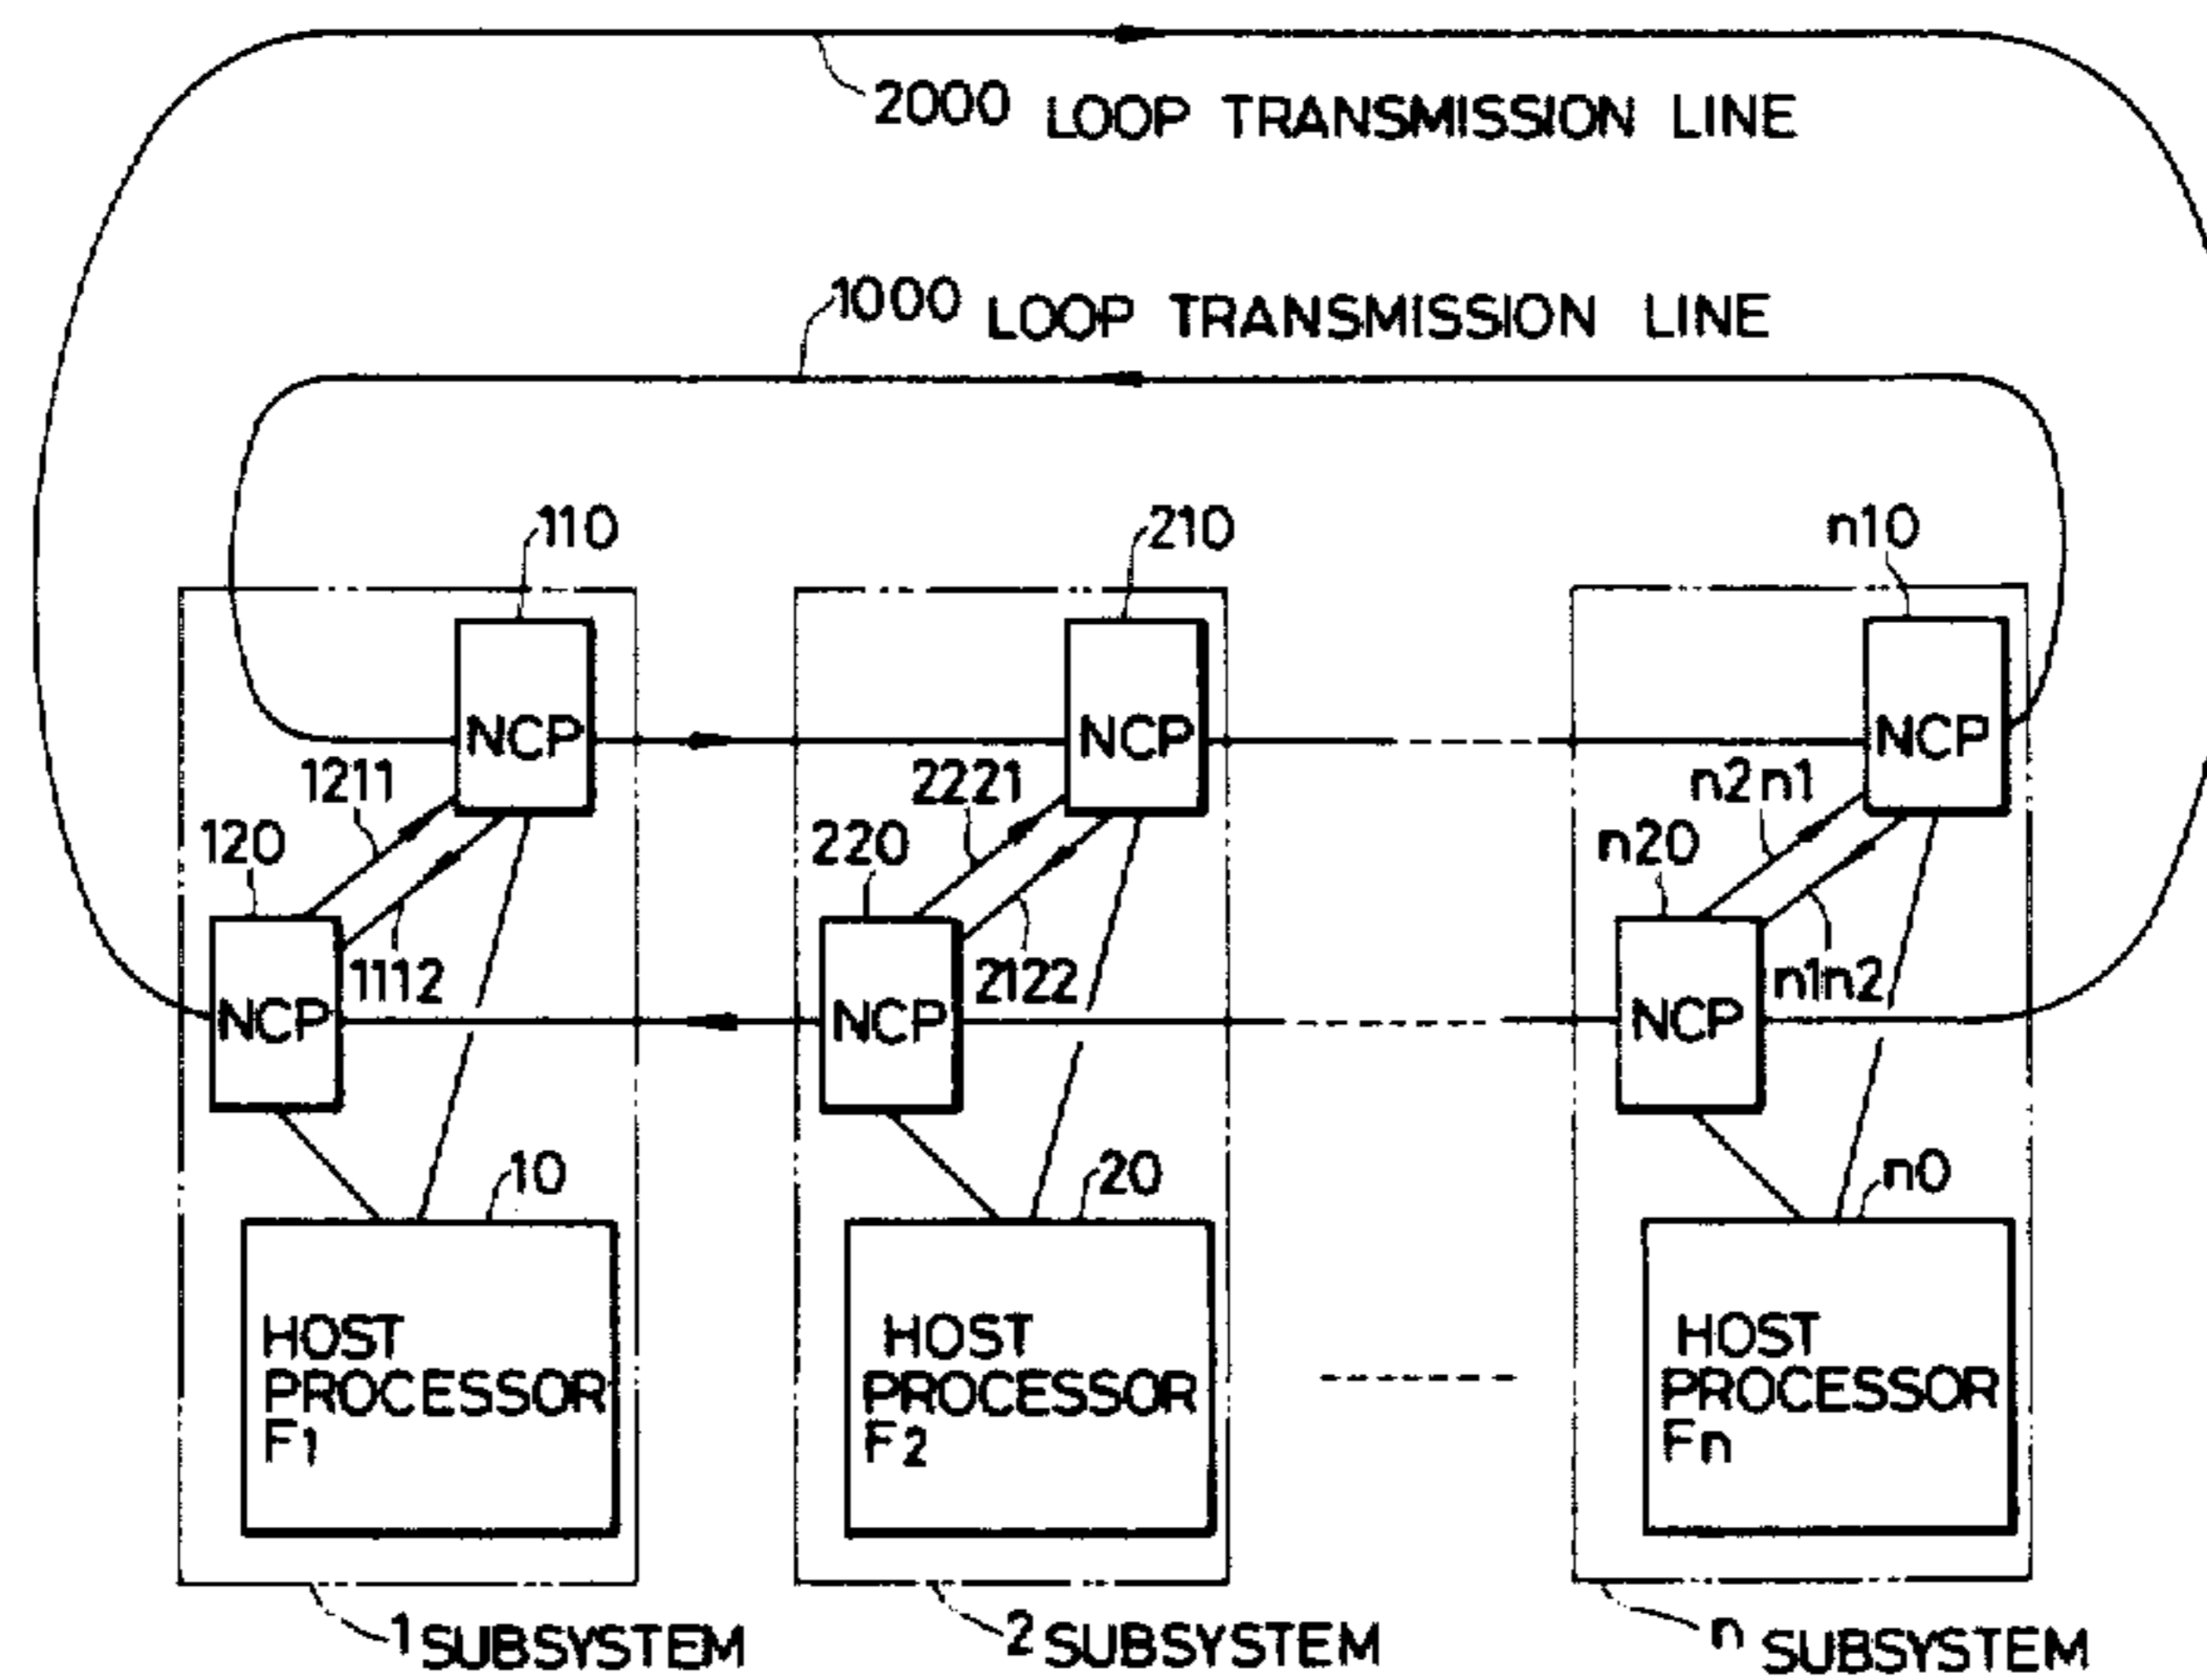 2000 LOOP TRANSMISSION LINE
1000 LOOP TRANSMISSION LINE
110
210
n10
NCP
NCP
NCP
1211
2221
n2n1
120
220
n20
1112
2122
n1n2
NCP
NCP
NCP
10
20
n0
HOST
PROCESSOR
F1
HOST
PROCESSOR
F2
HOST
PROCESSOR
Fn
1 SUBSYSTEM
2 SUBSYSTEM
n SUBSYSTEM